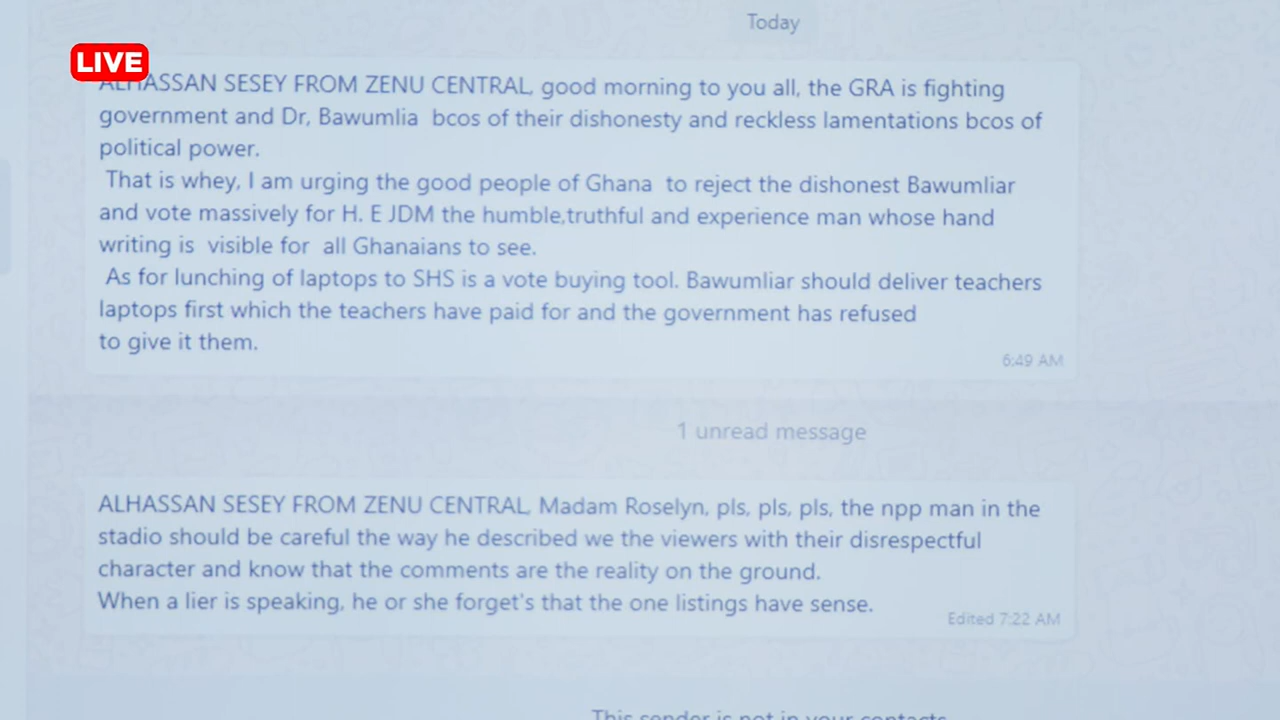 Today
LIVE
ALHASSAN SESEY FROM ZENU CENTRAL, good morning to you all, the GRA is fighting
government and Dr, Bawumlia bcos of their dishonesty and reckless lamentations bcos of
political power.
That is whey, I am urging the good people of Ghana to reject the dishonest Bawumliar
and vote massively for H. E JDM the humble,truthful and experience man whose hand
writing is visible for all Ghanaians to see.
As for lunching of laptops to SHS is a vote buying tool. Bawumliar should deliver teachers
laptops first which the teachers have paid for and the government has refused
to give it them.
6:49 AM
1 unread message
ALHASSAN SESEY FROM ZENU CENTRAL, Madam Roselyn, pls, pls, pls, the npp man in the
stadio should be careful the way he described we the viewers with their disrespectful
character and know that the comments are the reality on the ground.
When a lier is speaking, he or she forget's that the one listings have sense.
Edited 7:22 AM
This sender is not in your contacts